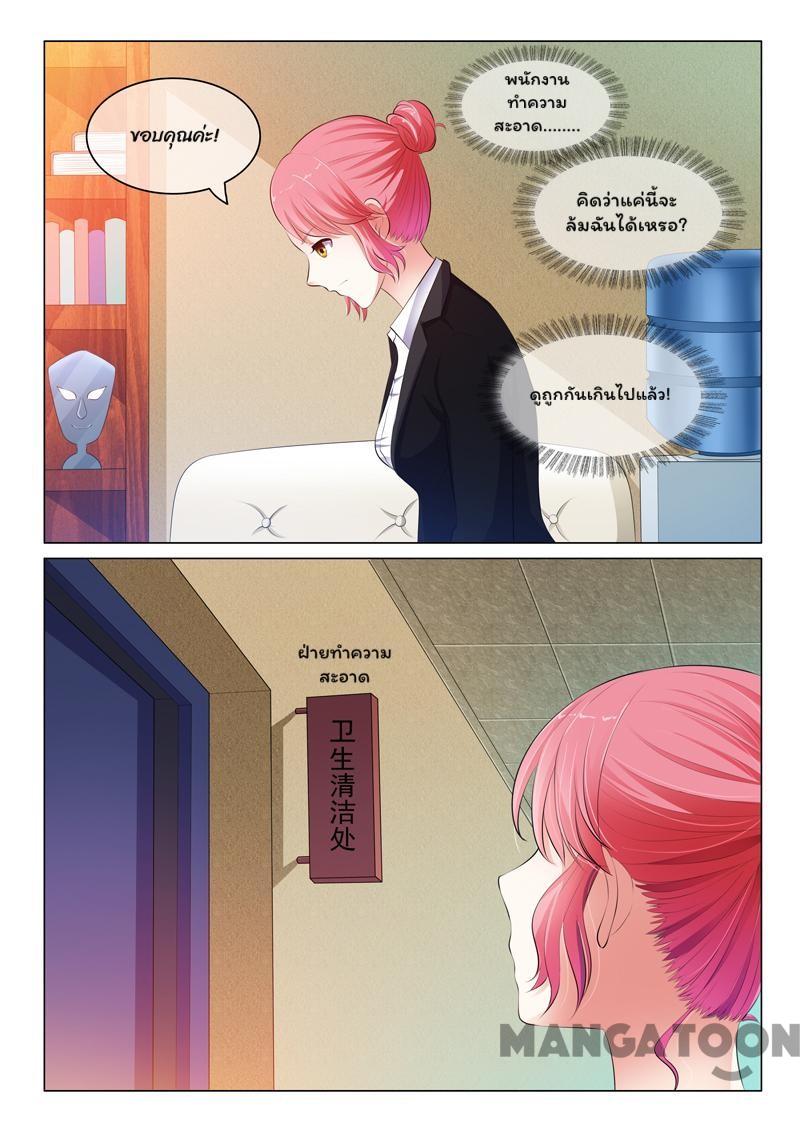 ขอบคุณค่ะ!
พนักงาน
ทำความ
สะอาด........
คิดว่าแค่นี้จะ
ล้มฉันได้เหรอ?
ดูถูกกันเกินไปแล้ว!
ฝ่ายทำความ
สะอาด
卫生清洁处
MANGATOON